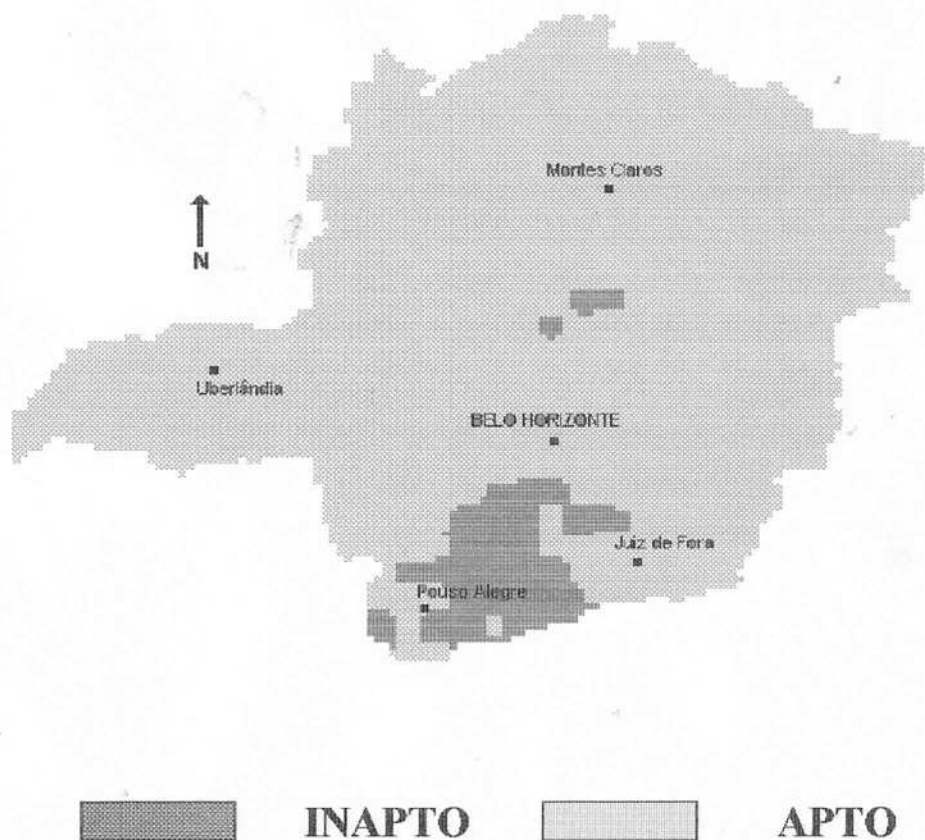 Montes Claros
N
Uberlândia
BELO HORIZONTE
Juiz de Fora
Pouso Alegre
INAPTO
APTO